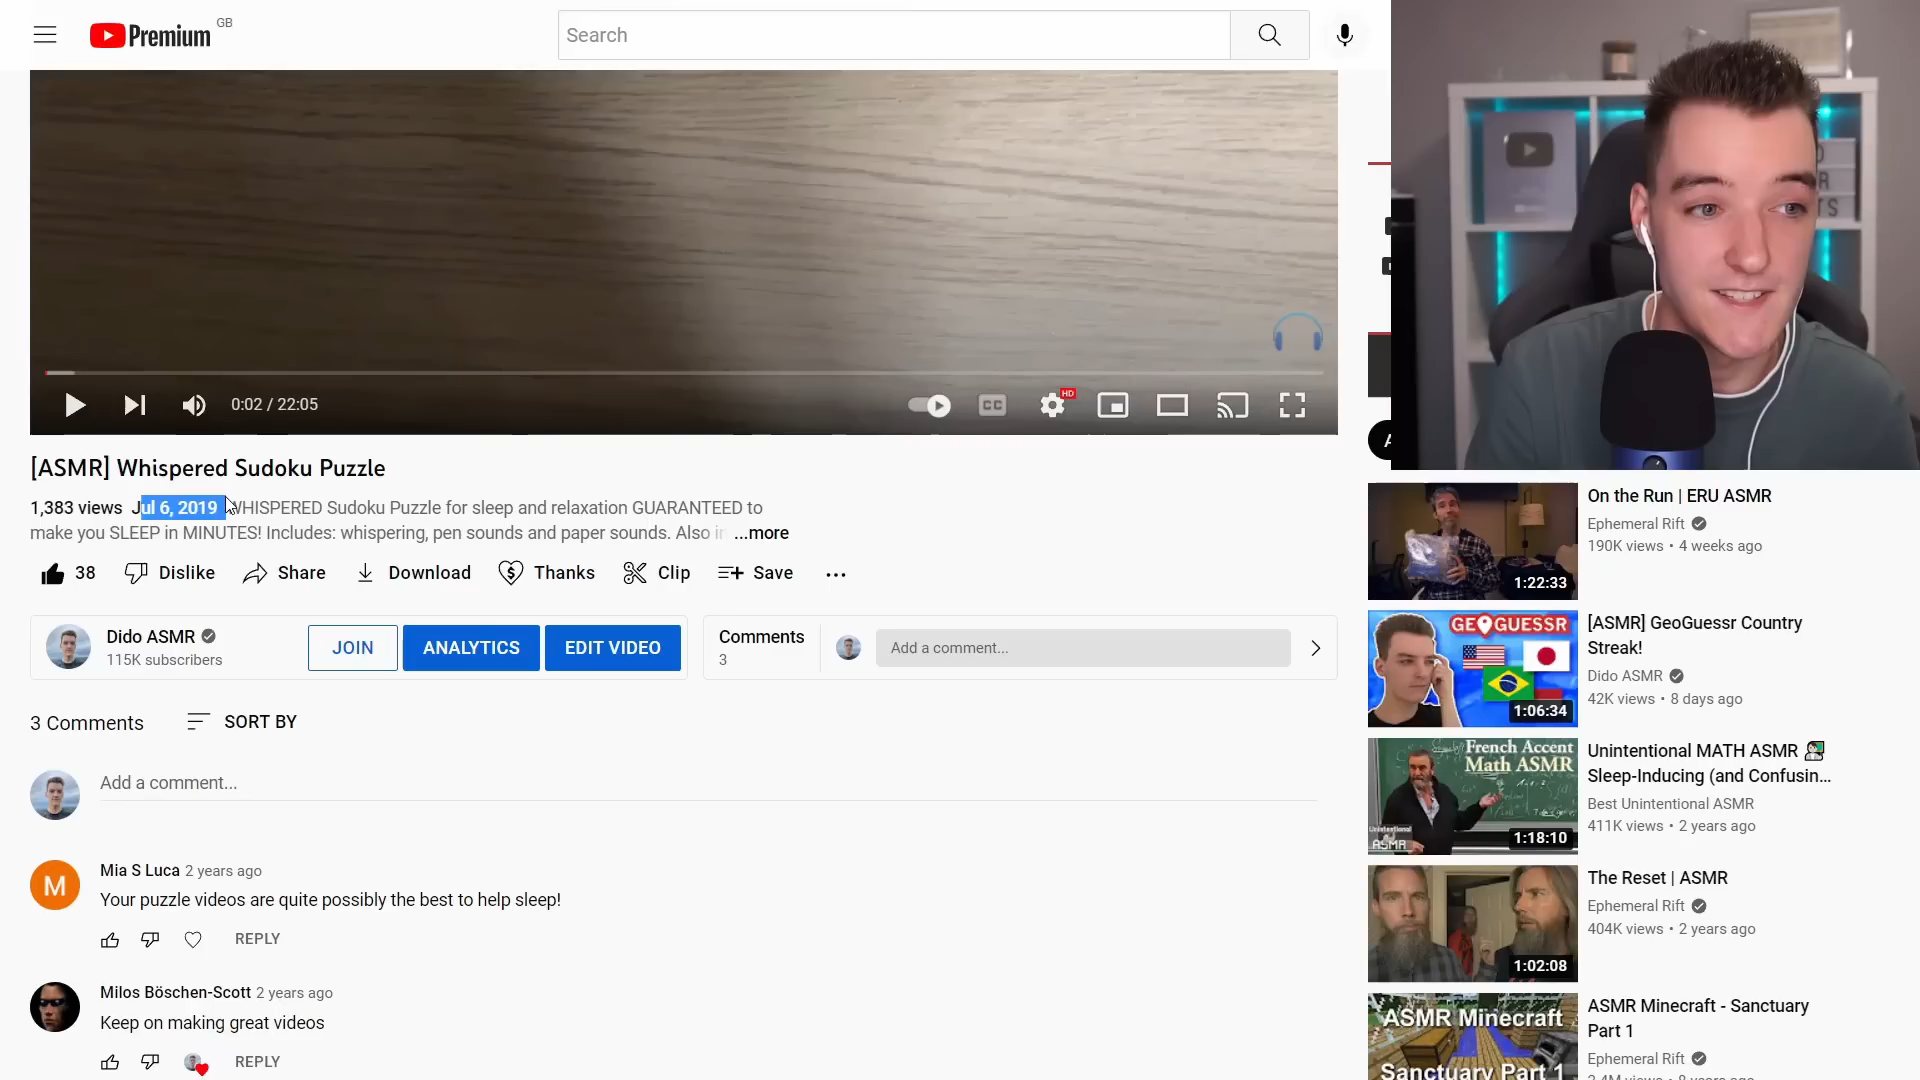 Premium
GB
Search
0:02 / 22:05
CC
HD
[ASMR] Whispered Sudoku Puzzle
1,383 views Jul 6, 2019 WHISPERED Sudoku Puzzle for sleep and relaxation GUARANTEED to
make you SLEEP in MINUTES! Includes: whispering, pen sounds and paper sounds. Also in ...more
38
Dislike
Share
Download
Thanks
Clip
Save
Dido ASMR
115K subscribers
JOIN
ANALYTICS
EDIT VIDEO
Comments
3
Add a comment...
3 Comments
SORT BY
Add a comment...
M
Mia S Luca 2 years ago
Your puzzle videos are quite possibly the best to help sleep!
REPLY
Milos Böschen-Scott 2 years ago
Keep on making great videos
REPLY
1:22:33
On the Run | ERU ASMR
Ephemeral Rift
190K views • 4 weeks ago
GEOGUESSR
1:06:34
[ASMR] GeoGuessr Country
Streak!
Dido ASMR
42K views • 8 days ago
French Accent
Math ASMR
Unintentional
ASMR
1:18:10
Unintentional MATH ASMR
Sleep-Inducing (and Confusin...
Best Unintentional ASMR
411K views • 2 years ago
1:02:08
The Reset | ASMR
Ephemeral Rift
404K views • 2 years ago
ASMR Minecraft
Sanctuary Part 1
ASMR Minecraft - Sanctuary
Part 1
Ephemeral Rift